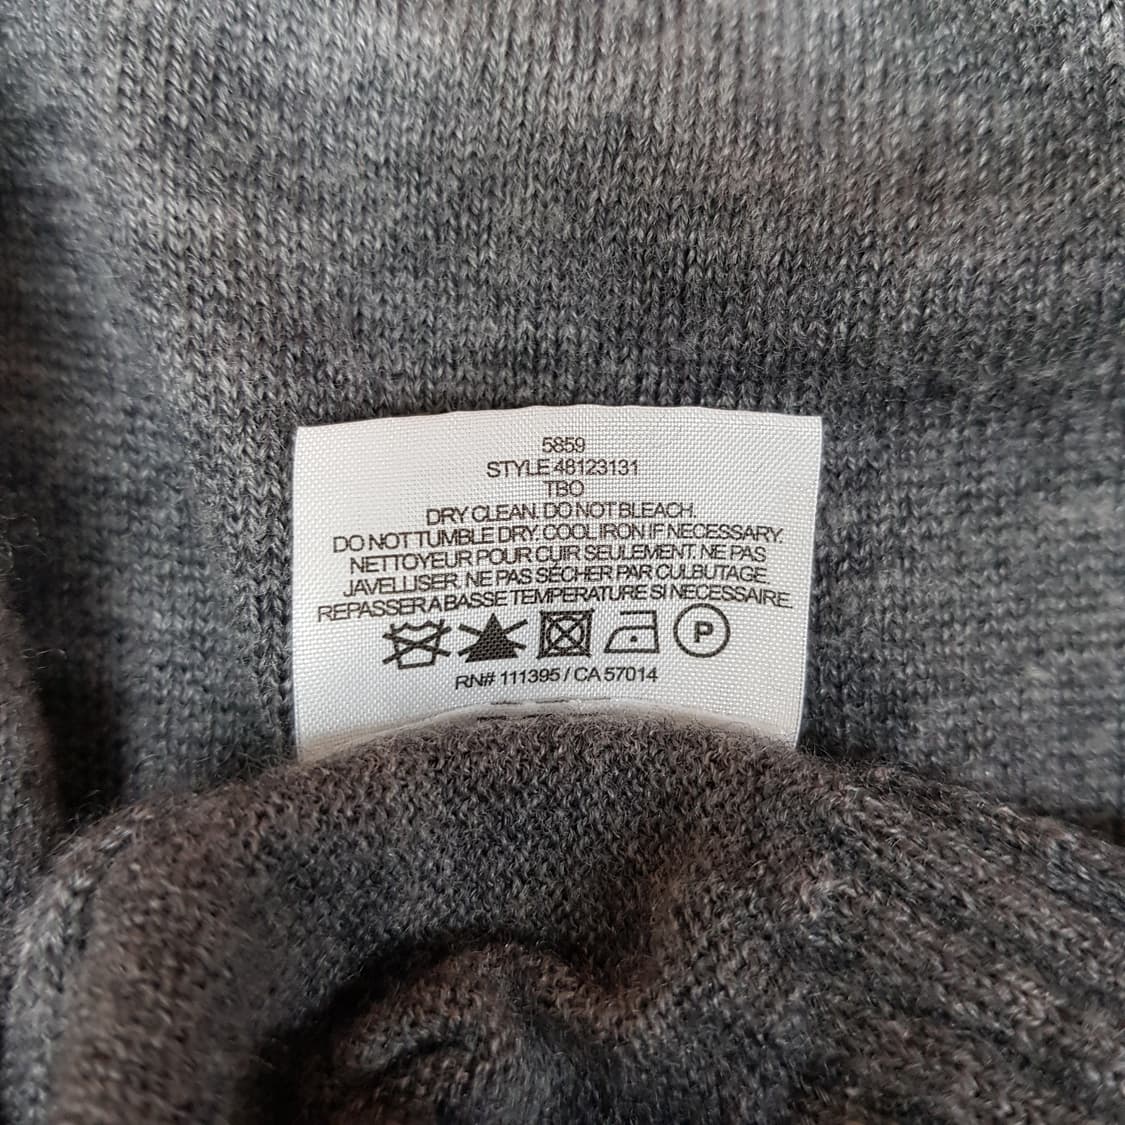 5859
STYLE 48123131
TBO
DRY CLEAN. DO NOT BLEACH.
DO NOT TUMBLE DRY. COOL IRON IF NECESSARY.
NETTOYEUR POUR CUIR SEULEMENT. NE PAS
JAVELLISER. NE PAS SÉCHER PAR CULBUTAGE.
REPASSER A BASSE TEMPERATURE SI NECESSAIRE.
P
RN# 111395 / CA 57014